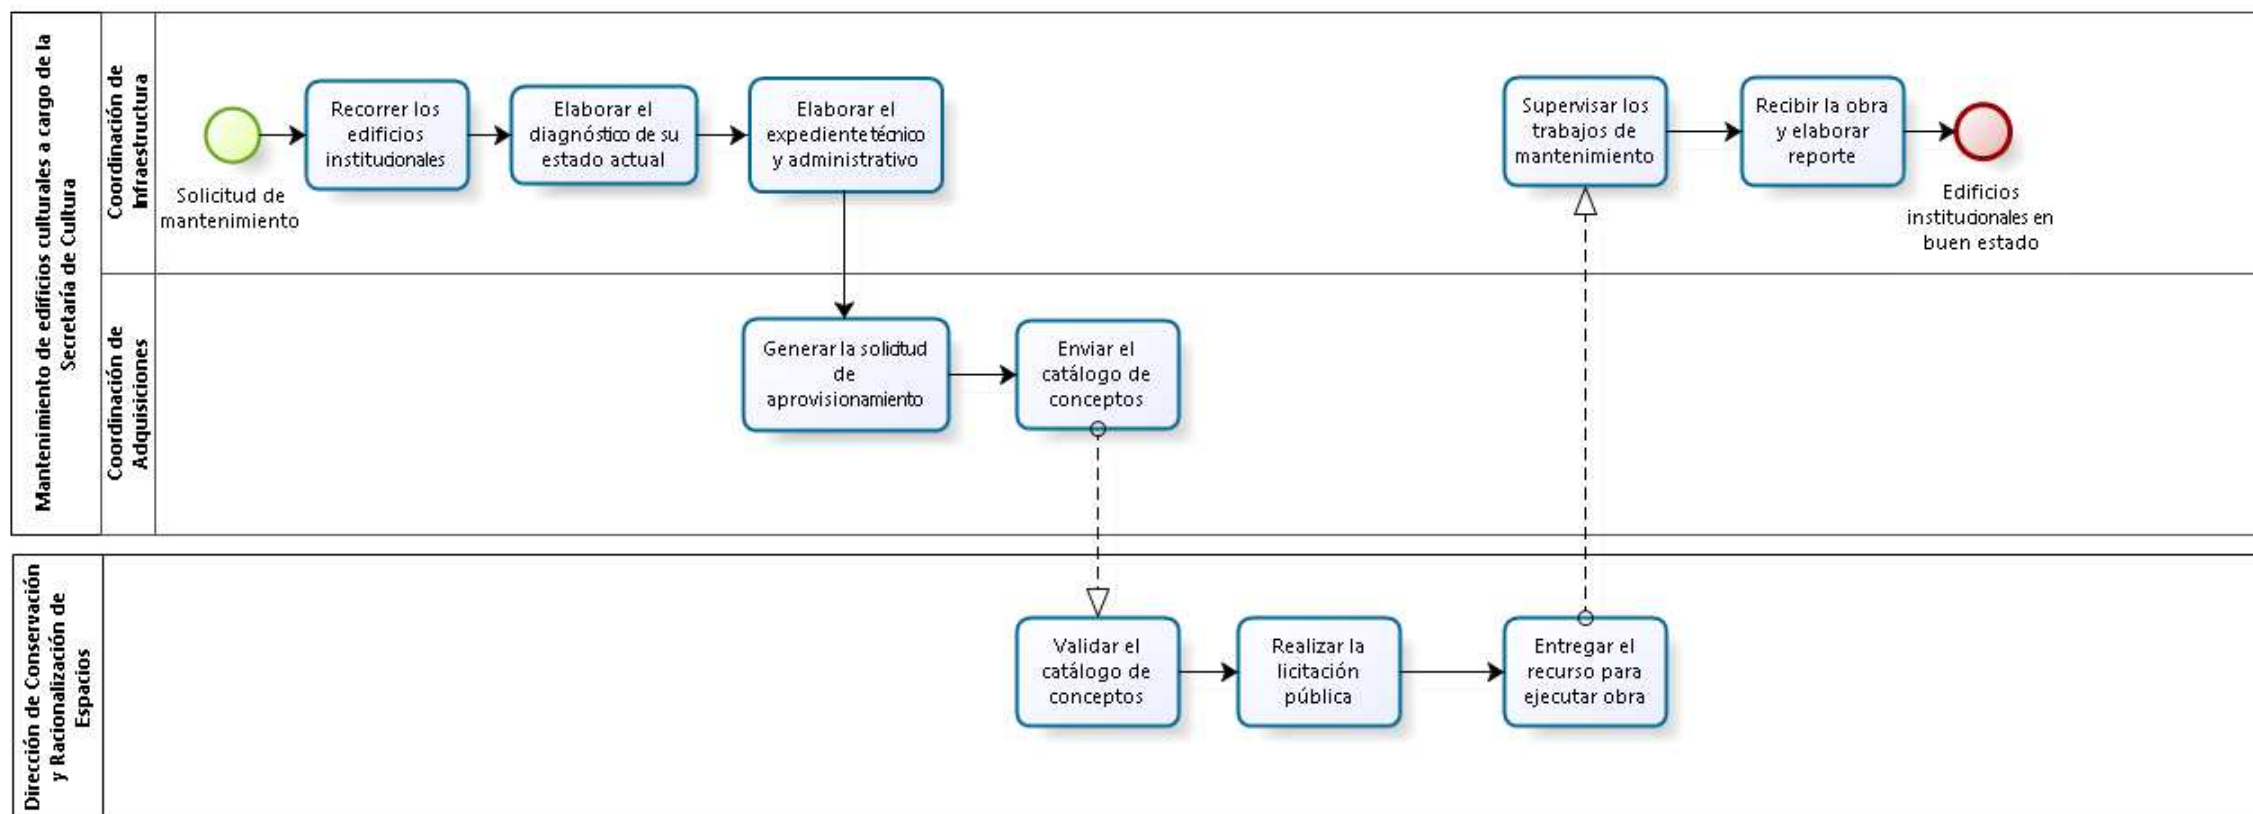 Mantenimiento de edificios culturales a cargo de la
Secretaría de Cultura
Coordinación de
Infraestructura
Solicitud de
mantenimiento
Recorrer los
edificios
institucionales
Elaborar el
diagnóstico de su
estado actual
Elaborar el
expediente técnico
y administrativo
Supervisar los
trabajos de
mantenimiento
Recibir la obra
y elaborar
reporte
Edificios
institucionales en
buen estado
Coordinación de
Adquisiciones
Generar la solicitud
de
aprovisionamiento
Enviar el
catálogo de
conceptos
Dirección de Conservación
y Racionalización de
Espacios
Validar el
catálogo de
conceptos
Realizar la
licitación
pública
Entregar el
recurso para
ejecutar obra